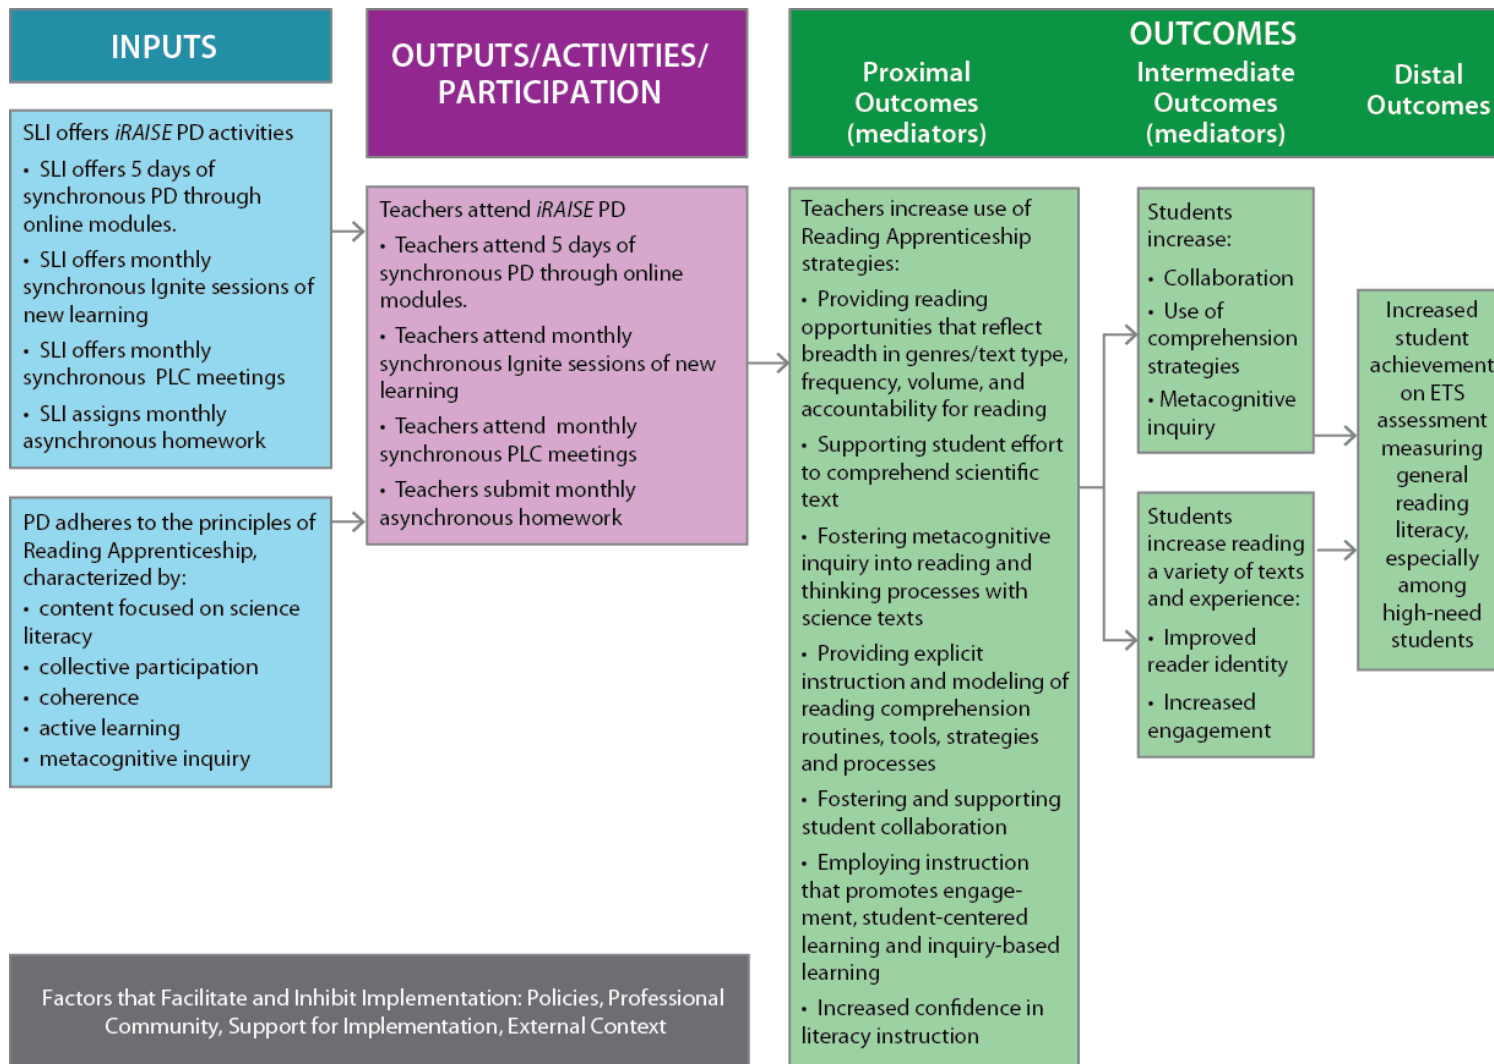 INPUTS
SLI offers iRAISE PD activities
• SLI offers 5 days of
synchronous PD through
online modules.
• SLI offers monthly
synchronous Ignite sessions of
new learning
• SLI offers monthly
synchronous PLC meetings
• SLI assigns monthly
asynchronous homework
PD adheres to the principles of
Reading Apprenticeship,
characterized by:
• content focused on science
literacy
• collective participation
• coherence
• active learning
• metacognitive inquiry
OUTPUTS/ACTIVITIES/
PARTICIPATION
Teachers attend iRAISE PD
• Teachers attend 5 days of
synchronous PD through online
modules.
• Teachers attend monthly
synchronous Ignite sessions of new
learning
• Teachers attend monthly
synchronous PLC meetings
• Teachers submit monthly
asynchronous homework
OUTCOMES
Proximal
Outcomes
(mediators)
Teachers increase use of
Reading Apprenticeship
strategies:
• Providing reading
opportunities that reflect
breadth in genres/text type,
frequency, volume, and
accountability for reading
• Supporting student effort
to comprehend scientific
text
• Fostering metacognitive
inquiry into reading and
thinking processes with
science texts
• Providing explicit
instruction and modeling of
reading comprehension
routines, tools, strategies
and processes
• Fostering and supporting
student collaboration
• Employing instruction
that promotes engage-
ment, student-centered
learning and inquiry-based
learning
• Increased confidence in
literacy instruction
Intermediate
Outcomes
(mediators)
Students
increase:
• Collaboration
• Use of
comprehension
strategies
• Metacognitive
inquiry
Students
increase reading
a variety of texts
and experience:
• Improved
reader identity
• Increased
engagement
Distal
Outcomes
Increased
student
achievement
on ETS
assessment
measuring
general
reading
literacy,
especially
among
high-need
students
Factors that Facilitate and Inhibit Implementation: Policies, Professional
Community, Support for Implementation, External Context